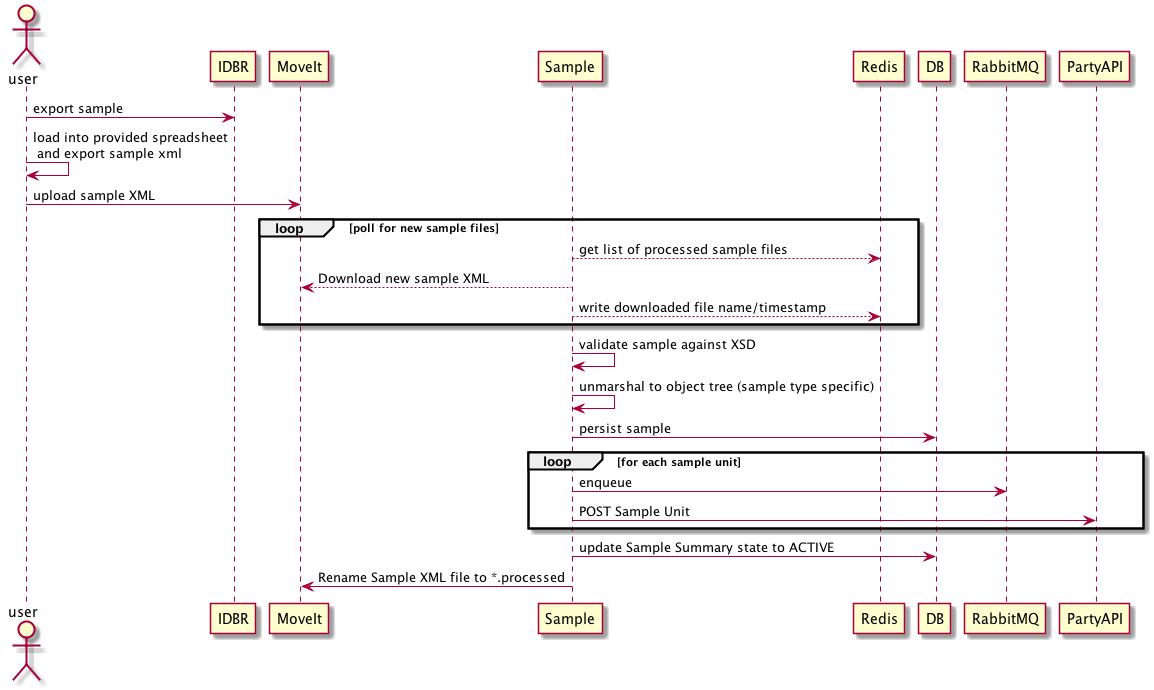 user
IDBR
MoveIt
Sample
Redis
DB
RabbitMQ
PartyAPI
export sample
load into provided spreadsheet
and export sample xml
upload sample XML
loop
[poll for new sample files]
get list of processed sample files
Download new sample XML
write downloaded file name/timestamp
validate sample against XSD
unmarshal to object tree (sample type specific)
persist sample
loop
[for each sample unit]
enqueue
POST Sample Unit
update Sample Summary state to ACTIVE
Rename Sample XML file to *.processed
user
IDBR
MoveIt
Sample
Redis
DB
RabbitMQ
PartyAPI